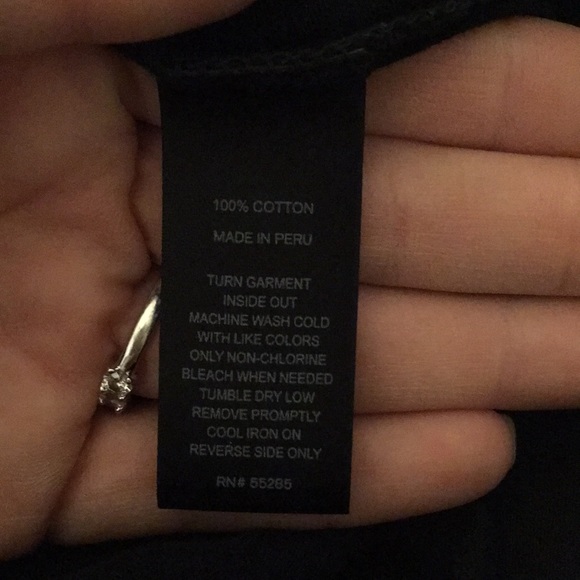 100% COTTON
MADE IN PERU
TURN GARMENT
INSIDE OUT
MACHINE WASH COLD
WITH LIKE COLORS
ONLY NON-CHLORINE
BLEACH WHEN NEEDED
TUMBLE DRY LOW
REMOVE PROMPTLY
COOL IRON ON
REVERSE SIDE ONLY
RN# 55285